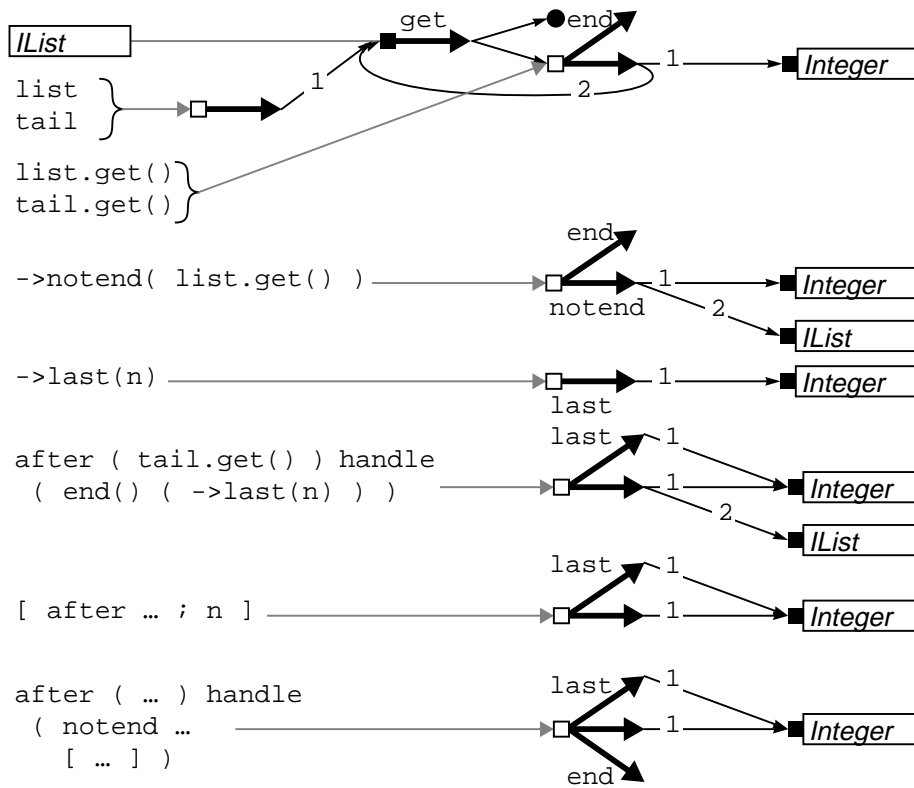 get
end
IList
1
1
Integer
2
list
tail
list.get()
tail.get()
end
->notend( list.get() )
1
Integer
notend
2
IList
->last(n)
1
Integer
last
last
1
after ( tail.get() ) handle
( end() ( ->last(n) ) )
1
Integer
2
IList
last
1
[ after … ; n ]
1
Integer
last
1
after ( … ) handle
( notend …
[ … ] )
1
Integer
end